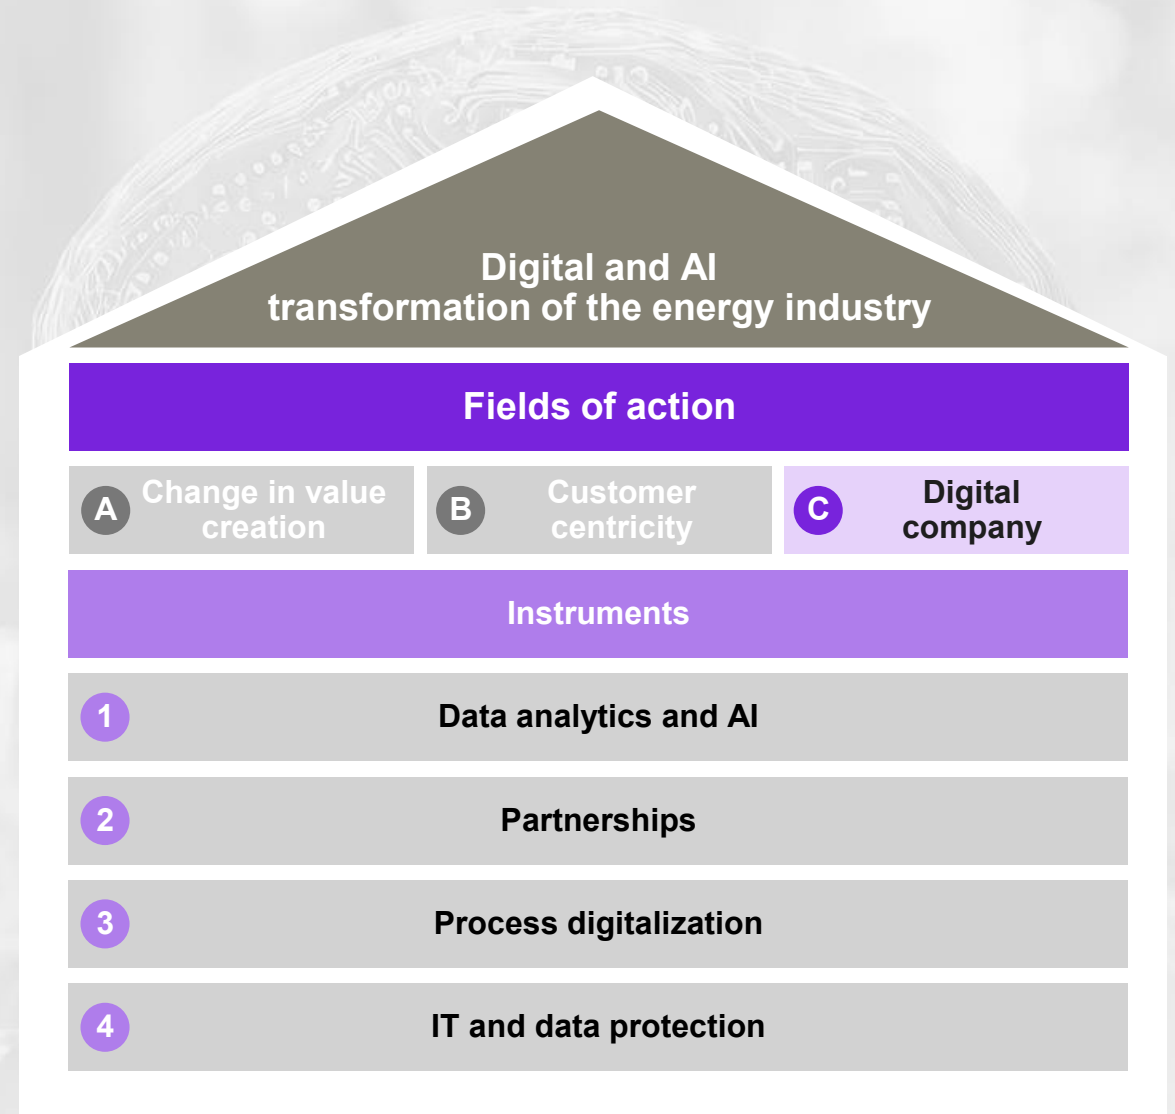 Digital and AI
transformation of the energy industry
Fields of action
A
Change in value
creation
B
Customer
centricity
C
Digital
company
Instruments
1
Data analytics and AI
2
Partnerships
3
Process digitalization
4
IT and data protection